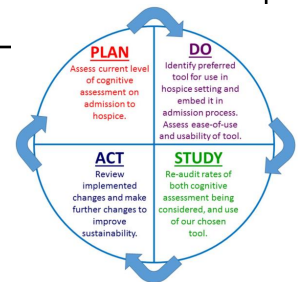 PLAN
Assess current level
of cognitive
assessment on
admission to
hospice.
DO
Identify preferred
tool for use in
hospice setting and
embed it in
admission process.
Assess ease-of-use
and usability of tool.
ACT
Review
implemented
changes and make
further changes to
improve
sustainability.
STUDY
Re-audit rates of
both cognitive
assessment being
considered, and use
of our chosen
tool.